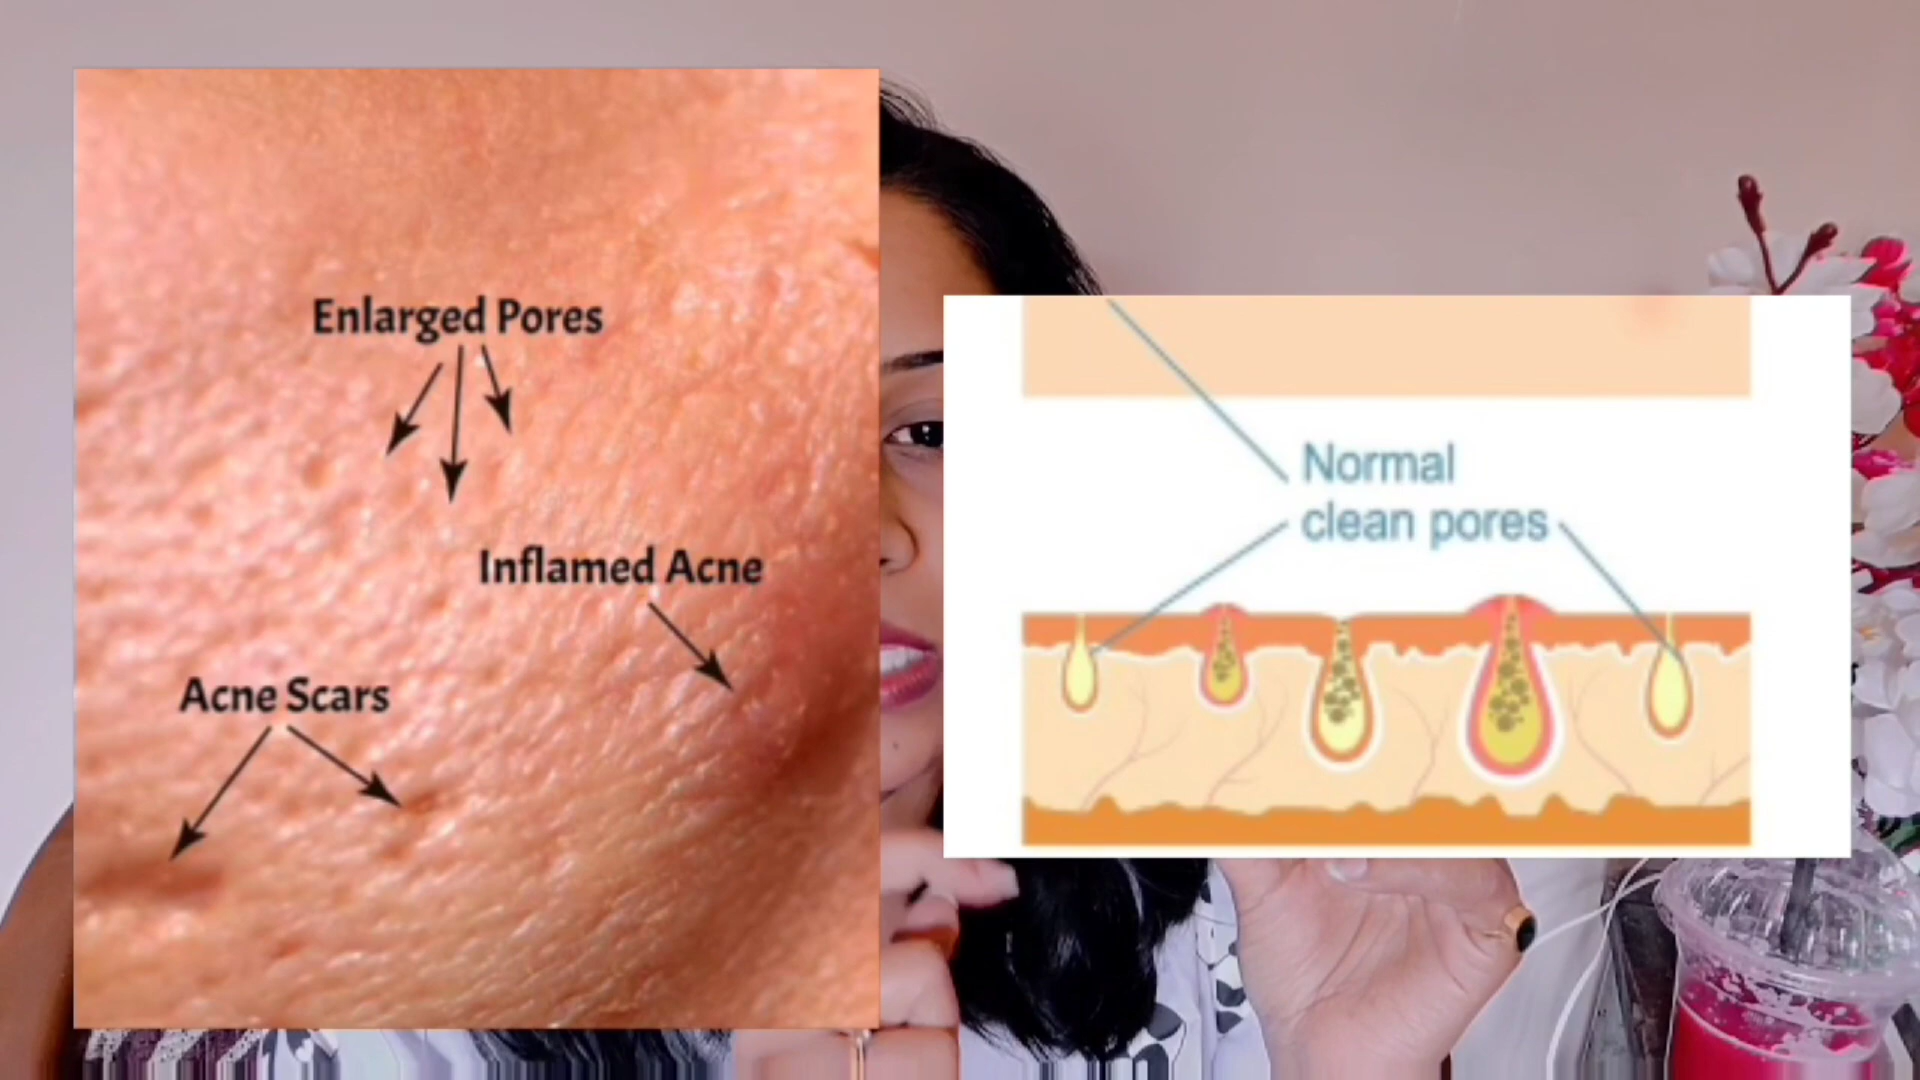 Enlarged Pores
Inflamed Acne
Acne Scars
Normal
clean pores